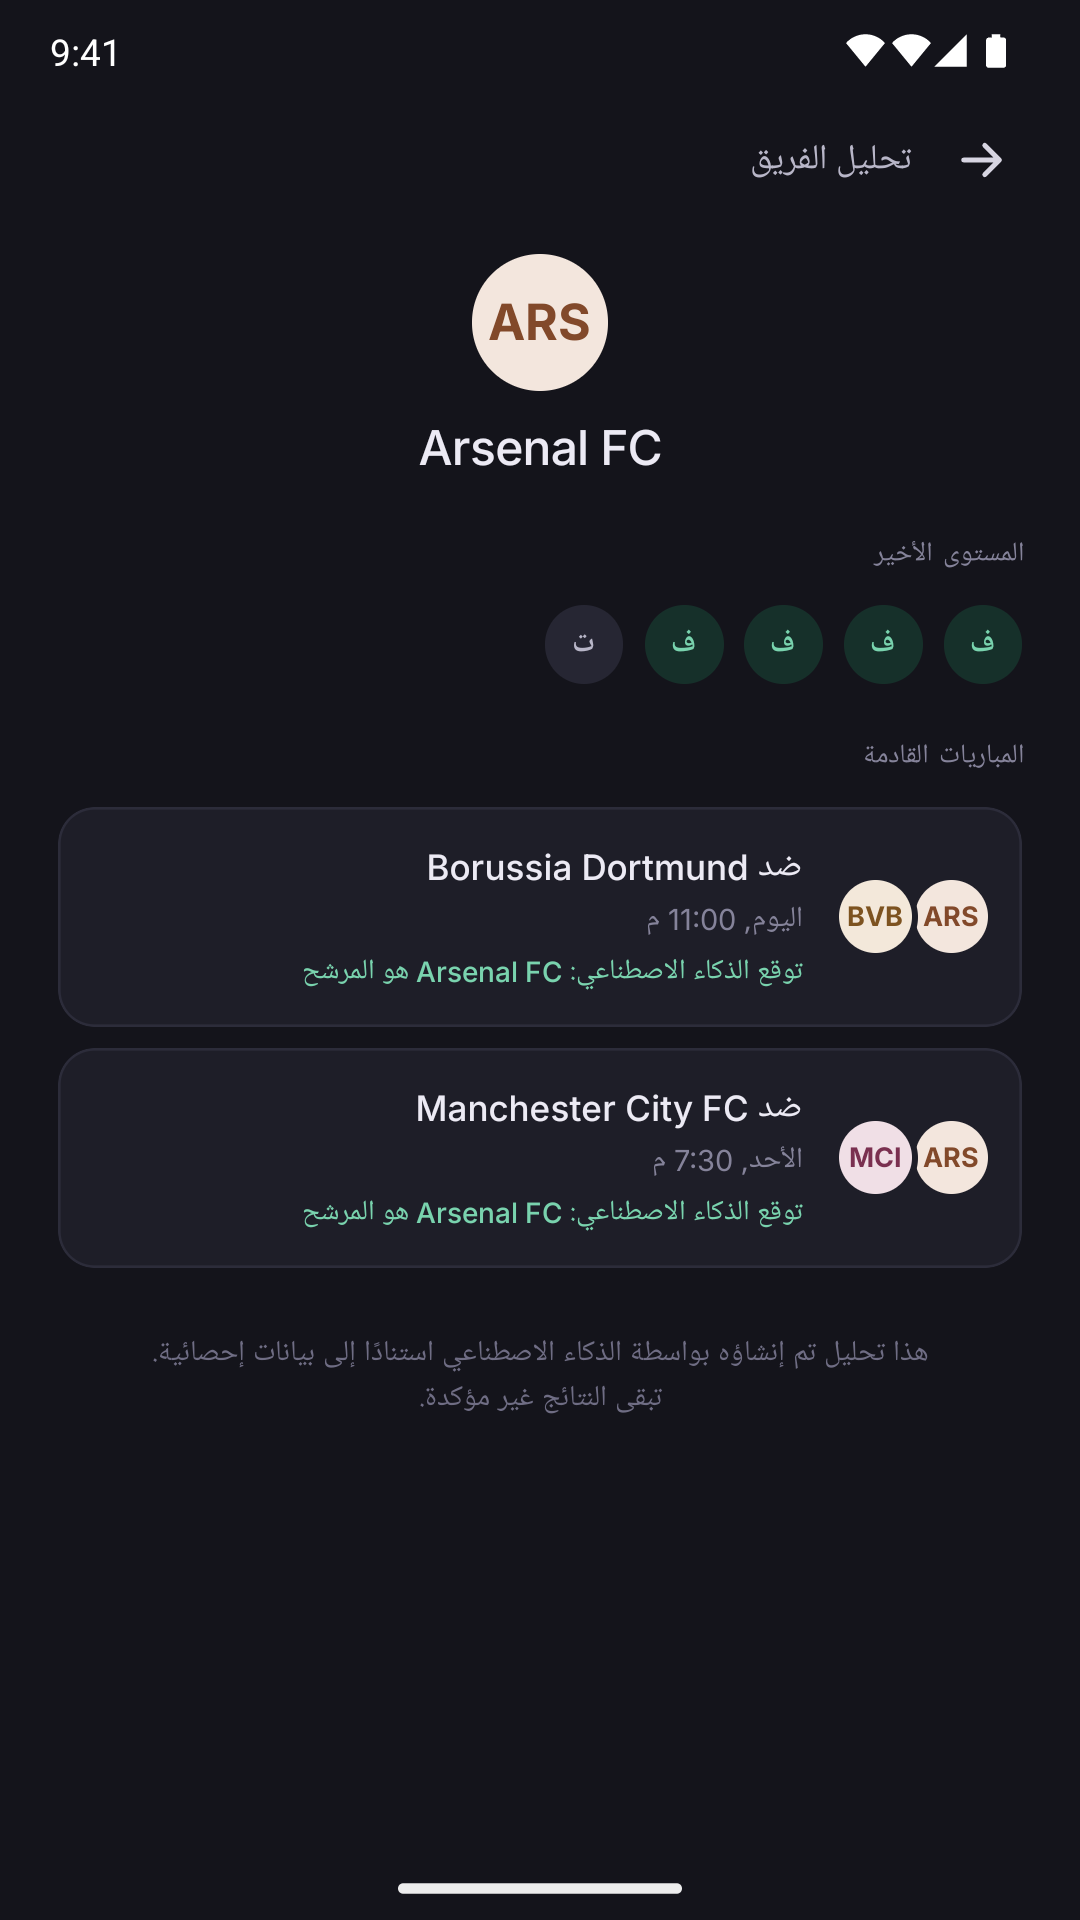 9:41
تحليل الفريق
ARS
Arsenal FC
المستوى الأخير
ف ف ف ف ت
المباريات القادمة
ARS BVB
ضد Borussia Dortmund
اليوم, 11:00 م
توقع الذكاء الاصطناعي: Arsenal FC هو المرشح
ARS MCI
ضد Manchester City FC
الأحد, 7:30 م
توقع الذكاء الاصطناعي: Arsenal FC هو المرشح
هذا تحليل تم إنشاؤه بواسطة الذكاء الاصطناعي استنادًا إلى بيانات إحصائية.
تبقى النتائج غير مؤكدة.